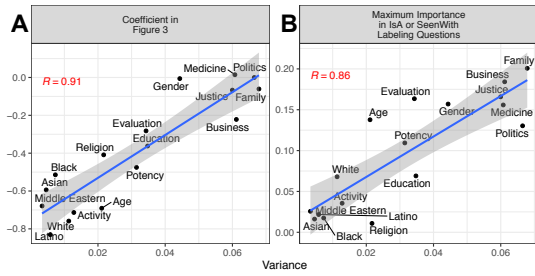 A
Coefficient in
Figure 3
R = 0.91
Medicine
Politics
Gender
Justice
Family
Business
Evaluation
Education
Religion
Potency
Black
Asian
Middle Eastern
Age
Activity
White
Latino
0.0
−0.2
−0.4
−0.6
−0.8
0.02
0.04
0.06
B
Maximum Importance
in IsA or SeenWith
Labeling Questions
R = 0.86
Family
Business
Justice
Evaluation
Gender
Medicine
Age
Politics
Potency
White
Education
Activity
Middle Eastern
Latino
Asian
Black
Religion
0.20
0.15
0.10
0.05
0.00
0.02
0.04
0.06
Variance